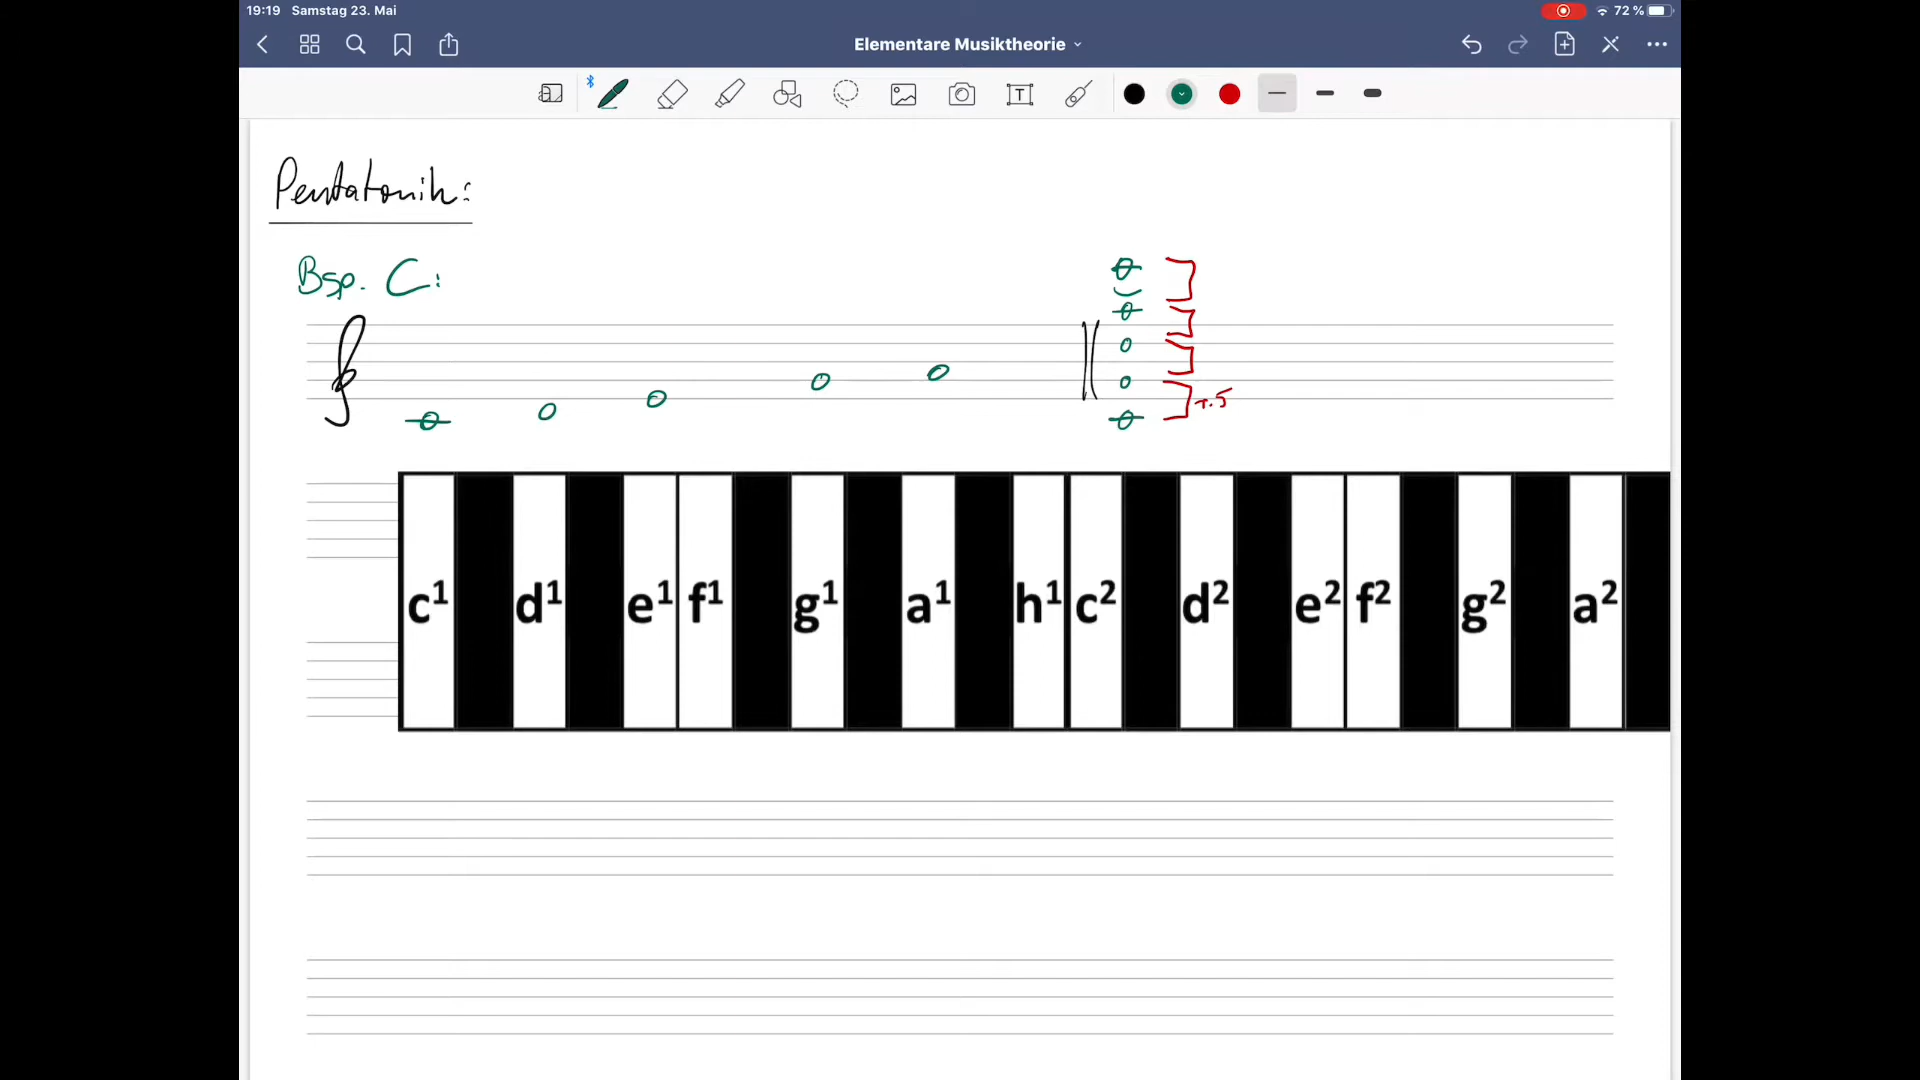 19:19 Samstag 23. Mai 72 %
Elementare Musiktheorie
Pentatonik:
Bsp. C:
r.5
c¹ d¹ e¹ f¹ g¹ a¹ h¹ c² d² e² f² g² a²